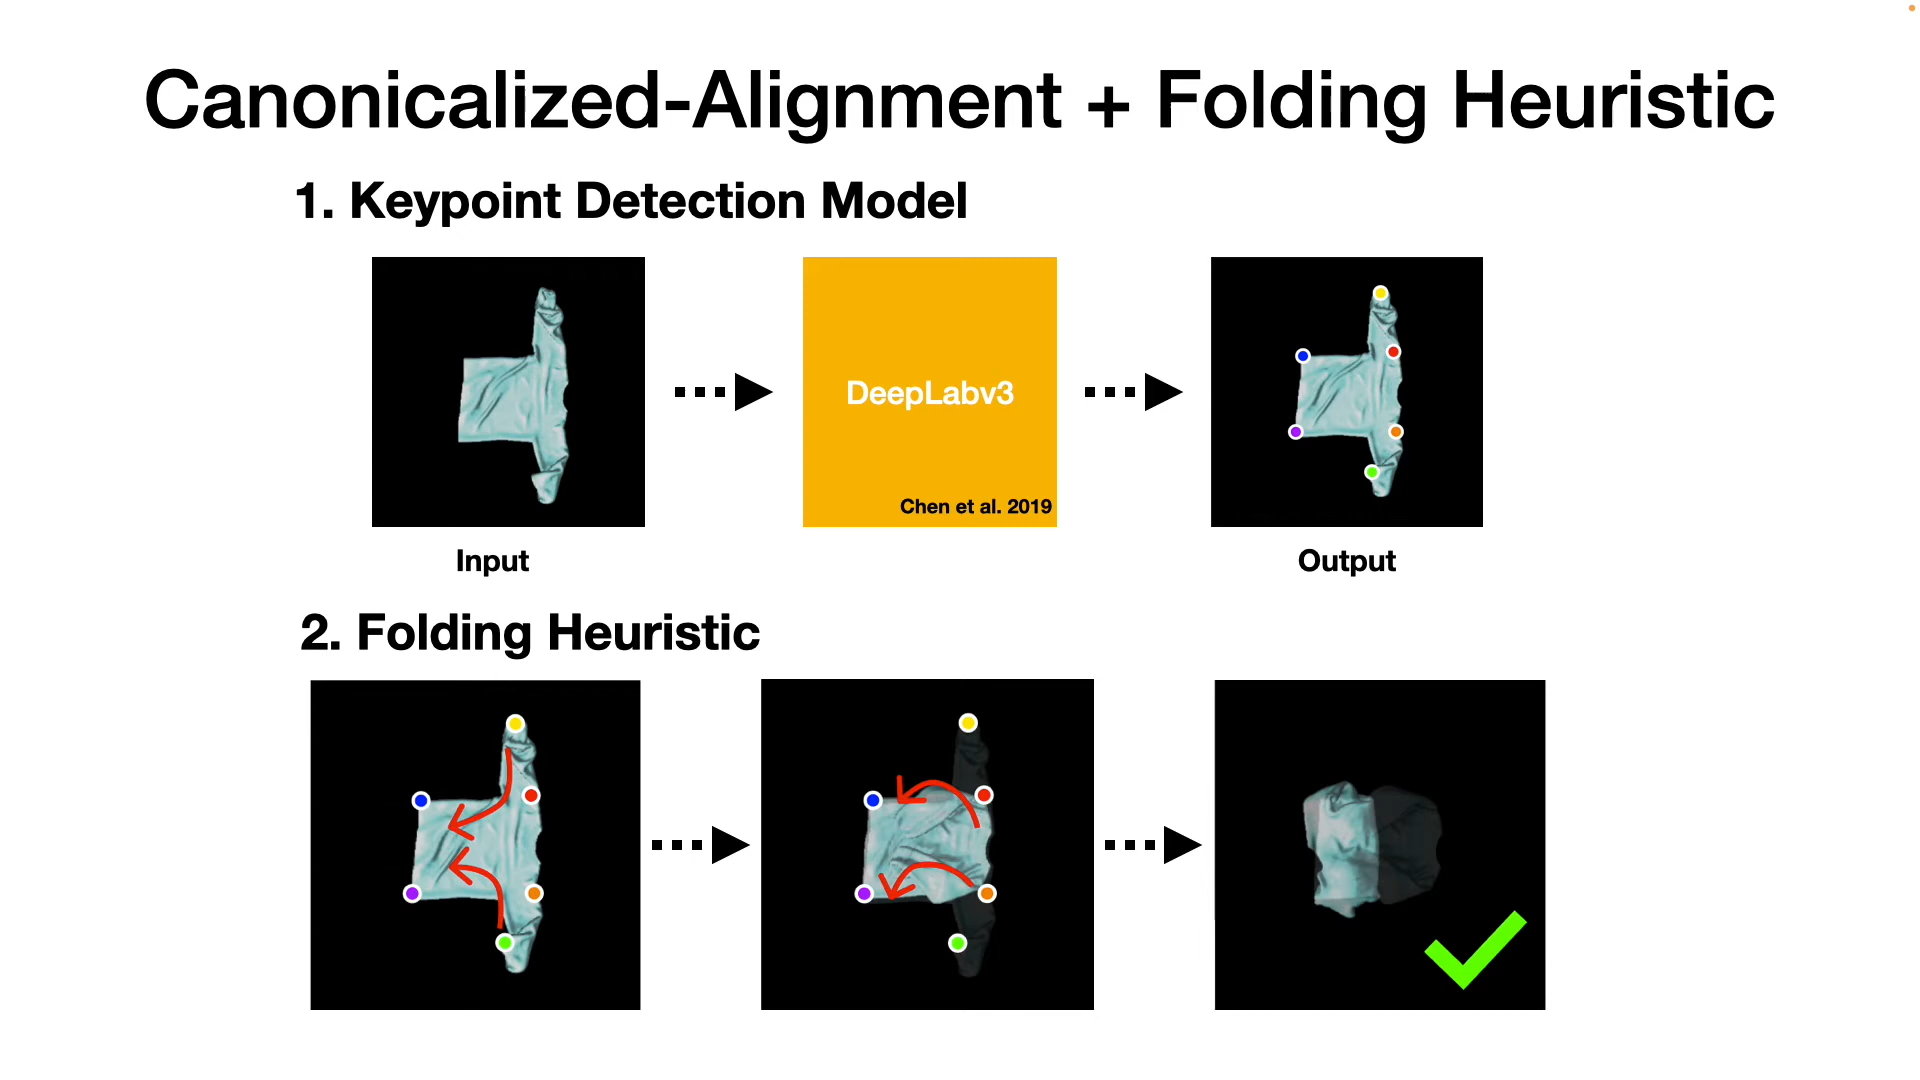 Canonicalized-Alignment + Folding Heuristic
1. Keypoint Detection Model
DeepLabv3
Chen et al. 2019
Input
Output
2. Folding Heuristic